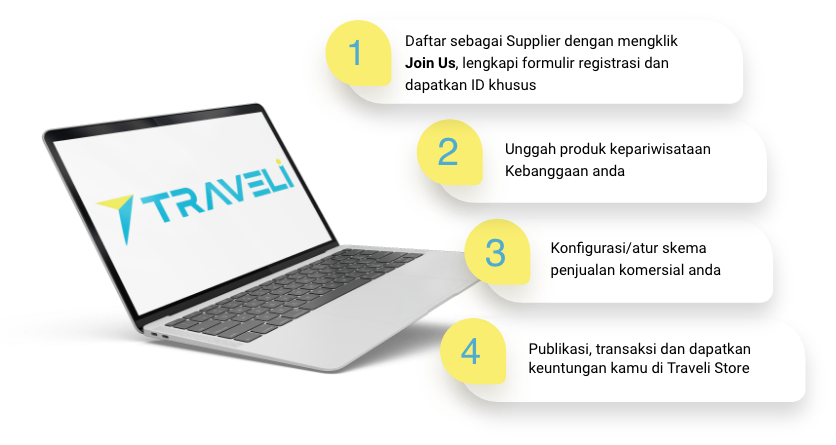 TRAVELI
1
Daftar sebagai Supplier dengan mengklik
Join Us, lengkapi formulir registrasi dan
dapatkan ID khusus
2
Unggah produk kepariwisataan
Kebanggaan anda
3
Konfigurasi/atur skema
penjualan komersial anda
4
Publikasi, transaksi dan dapatkan
keuntungan kamu di Traveli Store